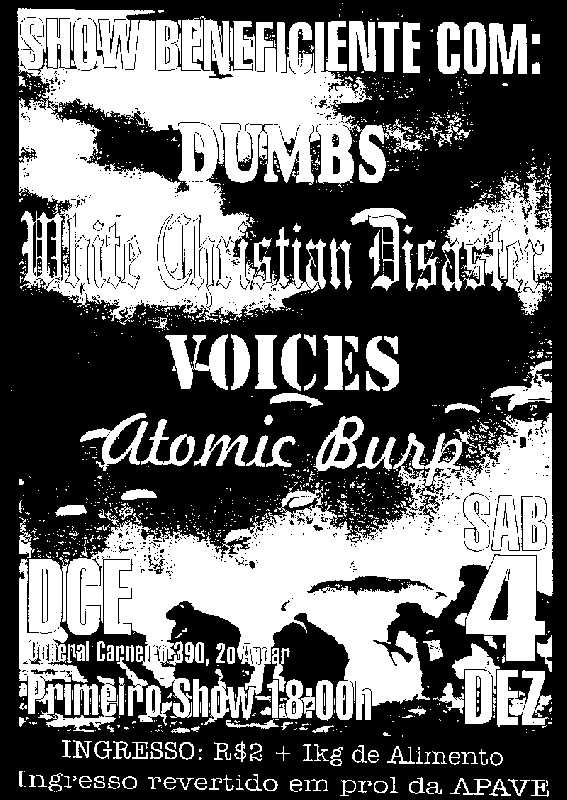 SHOW BENEFICIENTE COM:
DUMBS
White Christian Disaster
VOICES
Atomic Burp
SAB
4
DEZ
DCE
General Carneiro 390, 2o Andar
Primeiro Show 18:00h
INGRESSO: R$2 + 1kg de Alimento
Ingresso revertido em prol da APAVE